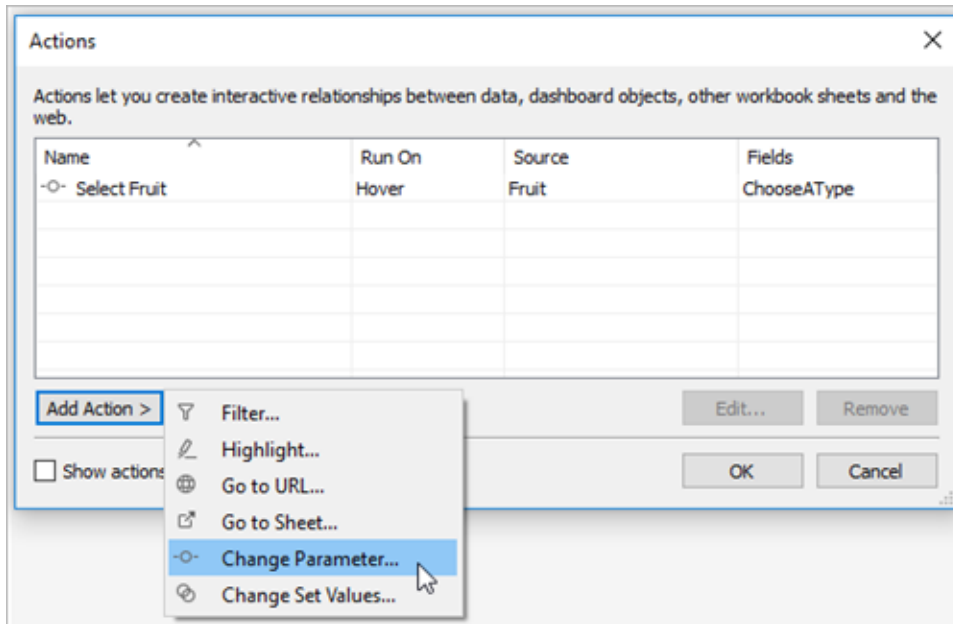 Actions
Actions let you create interactive relationships between data, dashboard objects, other workbook sheets and the
web.
Name Run On Source Fields
Select Fruit Hover Fruit ChooseAType
Add Action > Edit... Remove
Filter...
Highlight...
Show actions OK Cancel
Go to URL...
Go to Sheet...
Change Parameter...
Change Set Values...